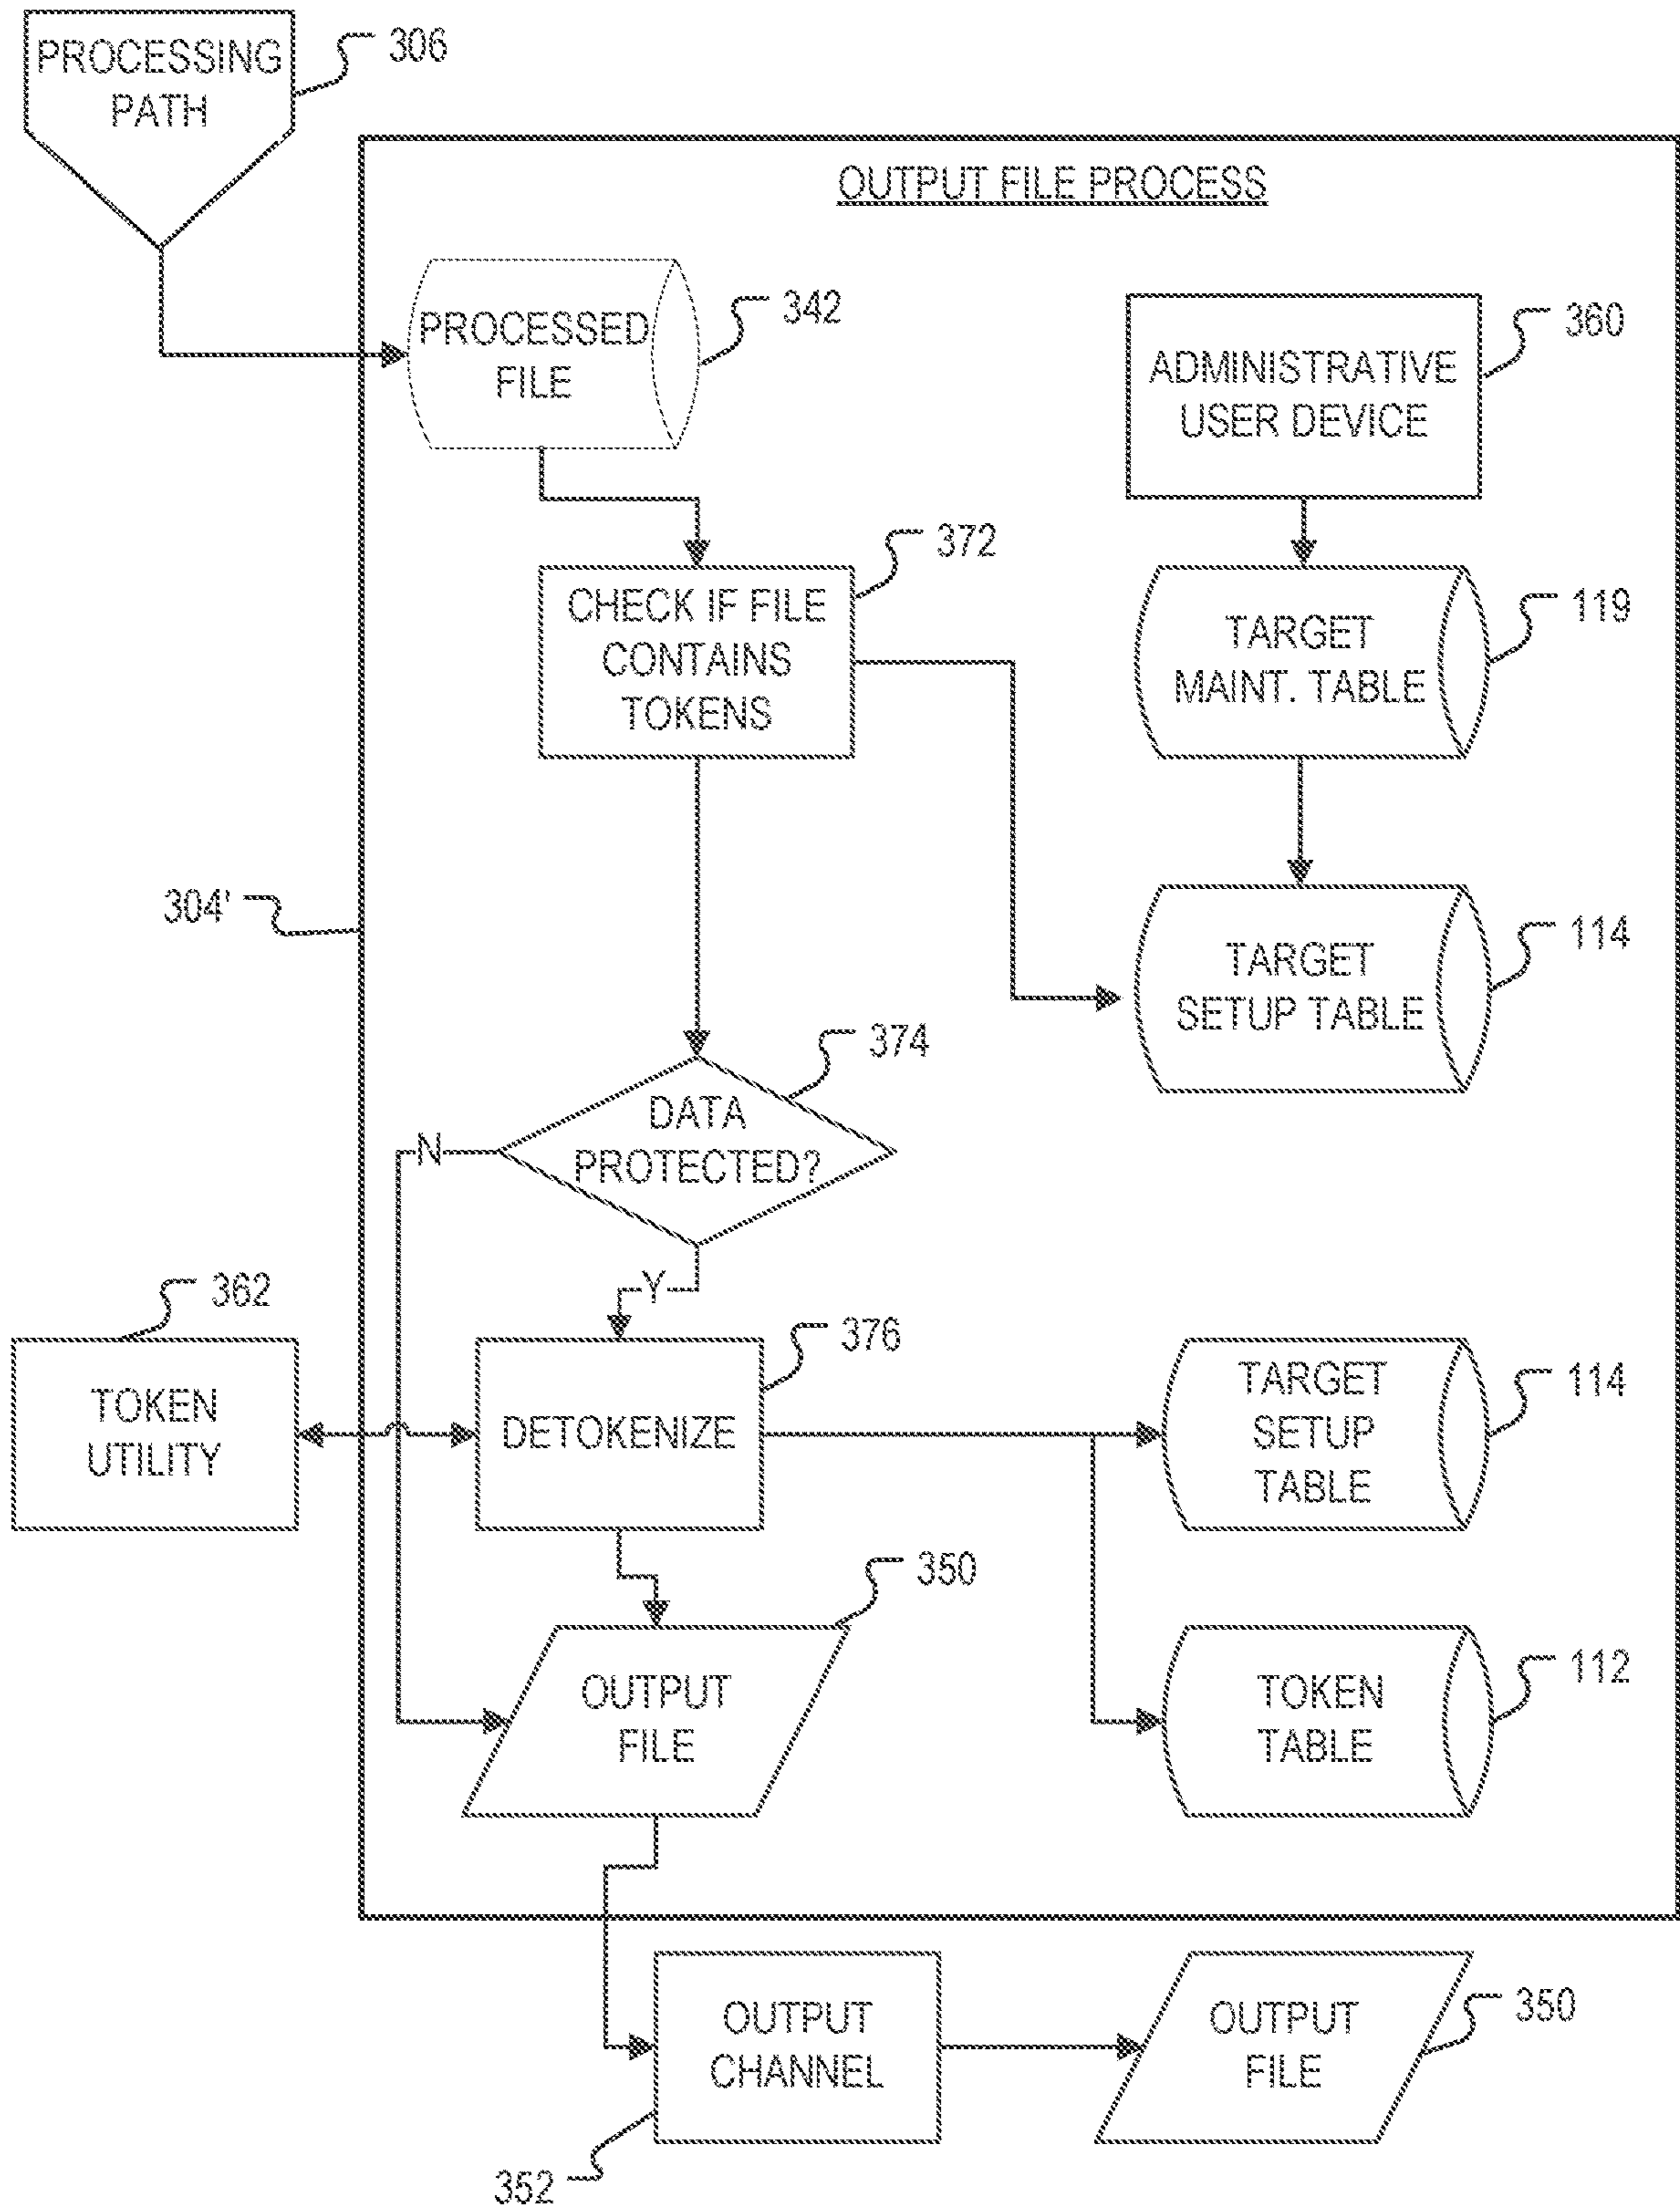 PROCESSING
PATH
306
OUTPUT FILE PROCESS
PROCESSED
FILE
342
ADMINISTRATIVE
USER DEVICE
360
CHECK IF FILE
CONTAINS
TOKENS
372
TARGET
MAINT. TABLE
119
304'
TARGET
SETUP TABLE
114
DATA
PROTECTED?
374
N
Y
TOKEN
UTILITY
362
DETOKENIZE
376
TARGET
SETUP
TABLE
114
OUTPUT
FILE
350
TOKEN
TABLE
112
OUTPUT
CHANNEL
352
OUTPUT
FILE
350